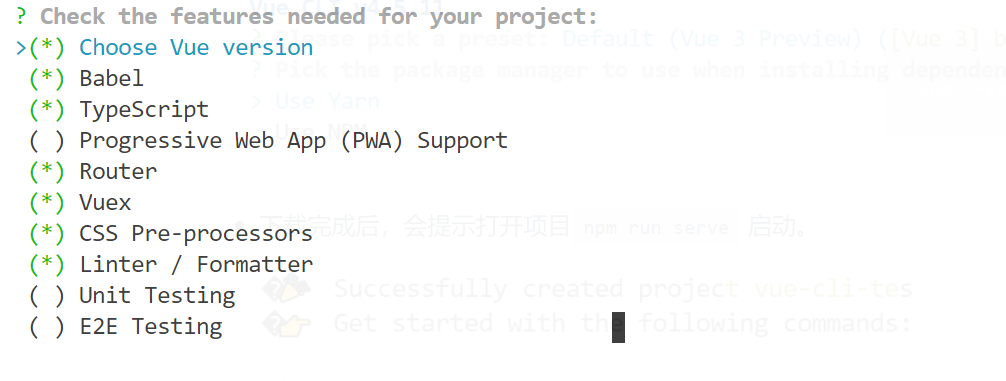 ? Check the features needed for your project:
>(*) Choose Vue version
(*) Babel
(*) TypeScript
( ) Progressive Web App (PWA) Support
(*) Router
(*) Vuex
(*) CSS Pre-processors
(*) Linter / Formatter
( ) Unit Testing
( ) E2E Testing
Vue CLI v4.5.11
? Please pick a preset: Default (Vue 3 Preview) ([Vue 3] b
? Pick the package manager to use when installing dependen
> Use Yarn
Use NPM
下载完成后，会提示打开项目 npm run serve 启动。
Successfully created project vue-cli-tes
Get started with the following commands: